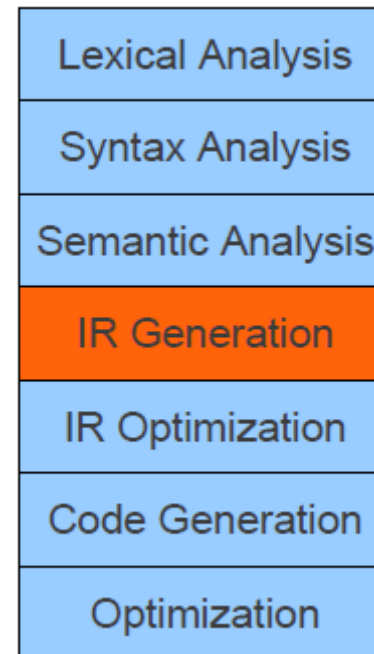 Lexical Analysis
Syntax Analysis
Semantic Analysis
IR Generation
IR Optimization
Code Generation
Optimization